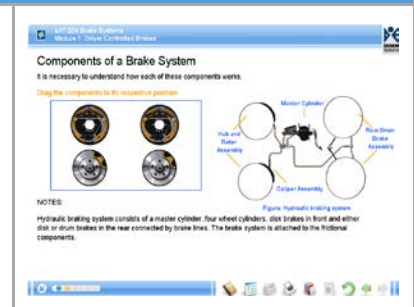 eAT-204 Brake Systems
Module 1: Driver Controlled Brakes
Components of a Brake System
It is necessary to understand how each of these components works.
Drag the components to its respective position
Master Cylinder
Hub and
Rotor
Assembly
Rear Drum
Brake
Assembly
Caliper Assembly
Figure: Hydraulic braking system
NOTES:
Hydraulic braking system consists of a master cylinder, four wheel cylinders, disk brakes in front and either
disk or drum brakes in the rear connected by brake lines. The brake system is attached to the frictional
components.